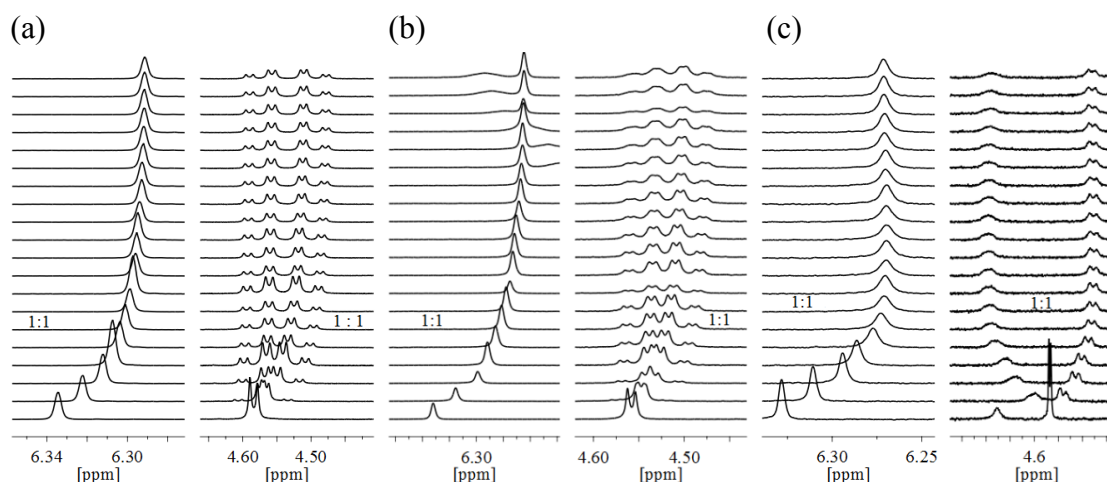 (a) (b) (c)
1:1 1 : 1 1:1 1:1 1:1 1:1
6.34 6.30 4.60 4.50 6.30 4.60 4.50 6.30 6.25 4.6
[ppm] [ppm] [ppm] [ppm] [ppm] [ppm]